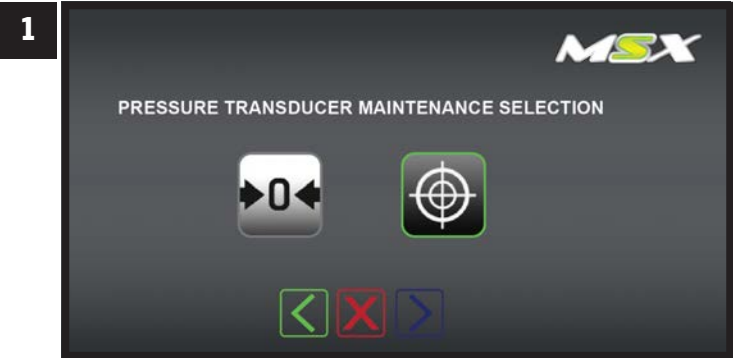 1
MSX
PRESSURE TRANSDUCER MAINTENANCE SELECTION
0